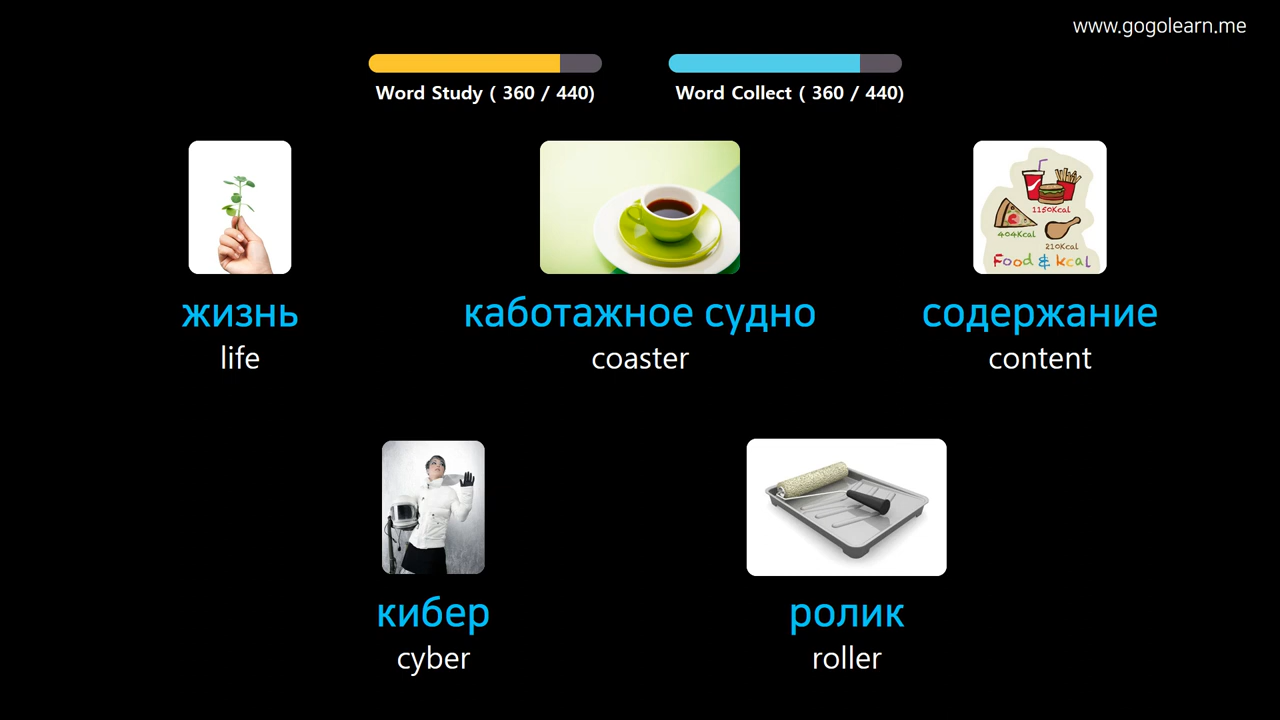 www.gogolearn.me
Word Study ( 360 / 440)
Word Collect ( 360 / 440)
1150Kcal
404Kcal
210Kcal
Food & kcal
жизнь
life
каботажное судно
coaster
содержание
content
кибер
cyber
ролик
roller